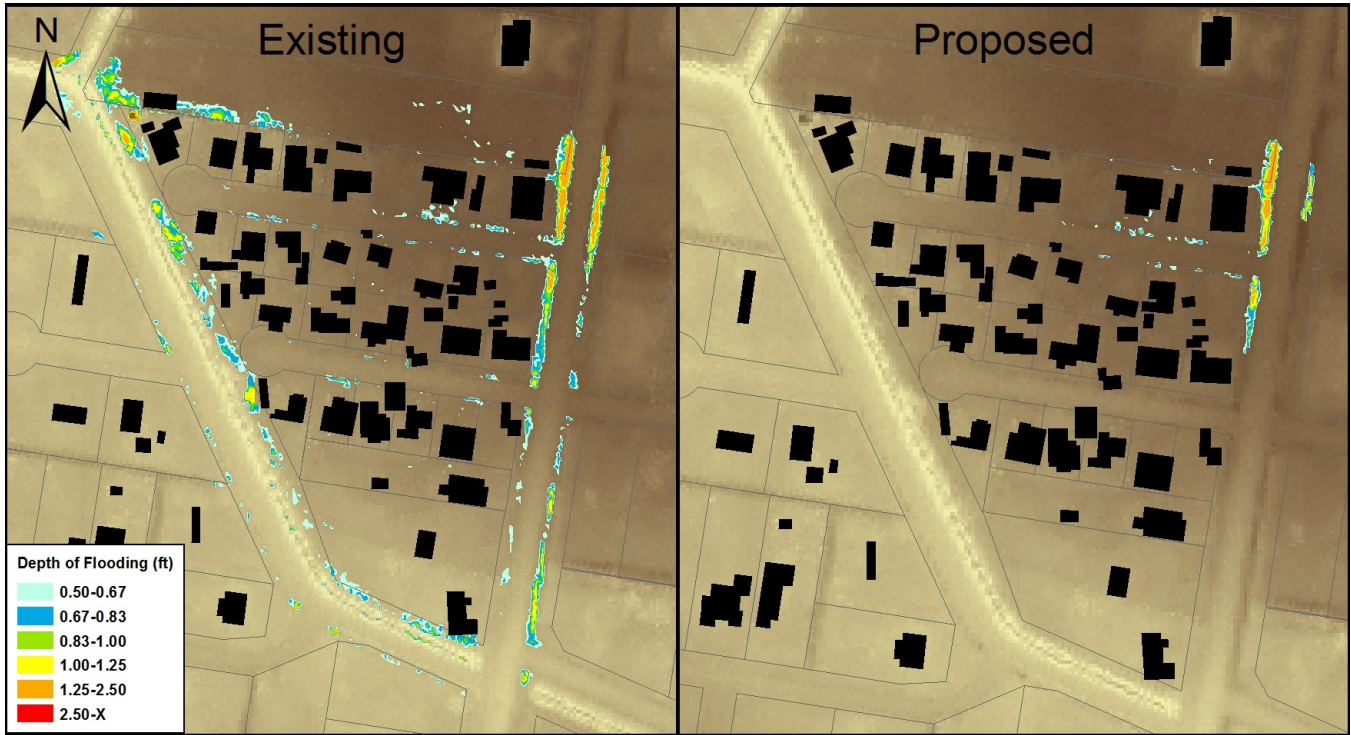 Existing
Proposed
N
Depth of Flooding (ft)
0.50-0.67
0.67-0.83
0.83-1.00
1.00-1.25
1.25-2.50
2.50-X